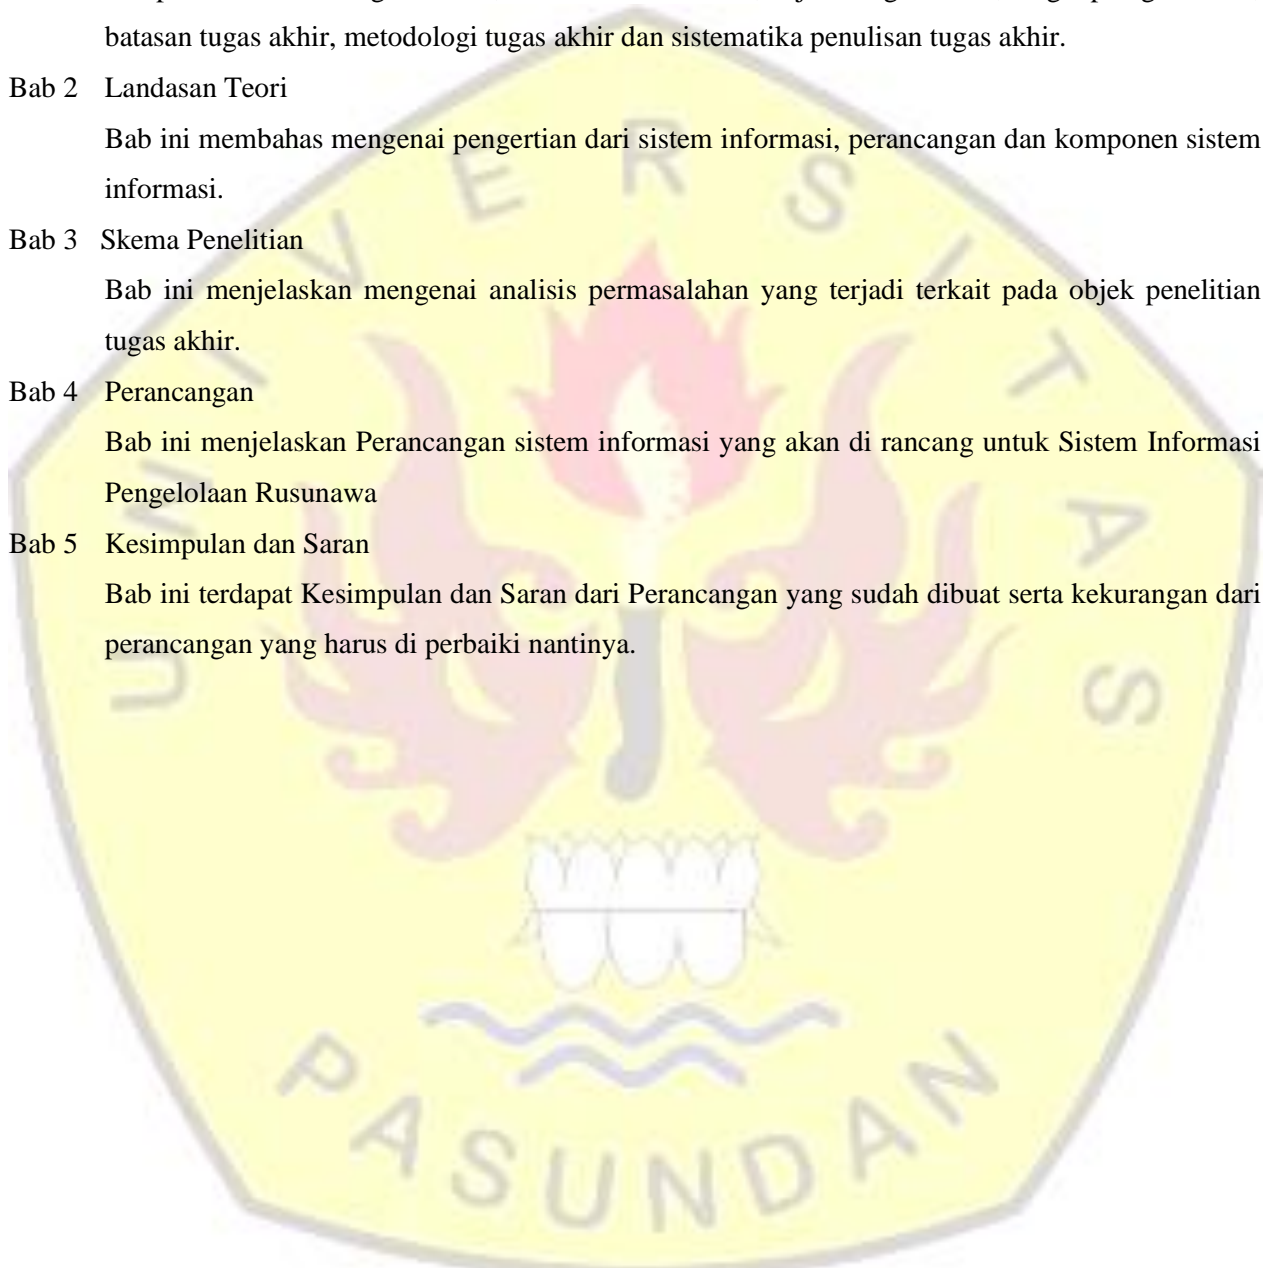 batasan tugas akhir, metodologi tugas akhir dan sistematika penulisan tugas akhir.
Bab 2 Landasan Teori
Bab ini membahas mengenai pengertian dari sistem informasi, perancangan dan komponen sistem
informasi.
Bab 3 Skema Penelitian
Bab ini menjelaskan mengenai analisis permasalahan yang terjadi terkait pada objek penelitian
tugas akhir.
Bab 4 Perancangan
Bab ini menjelaskan Perancangan sistem informasi yang akan di rancang untuk Sistem Informasi
Pengelolaan Rusunawa
Bab 5 Kesimpulan dan Saran
Bab ini terdapat Kesimpulan dan Saran dari Perancangan yang sudah dibuat serta kekurangan dari
perancangan yang harus di perbaiki nantinya.
UNIVERSITAS
PASUNDAN